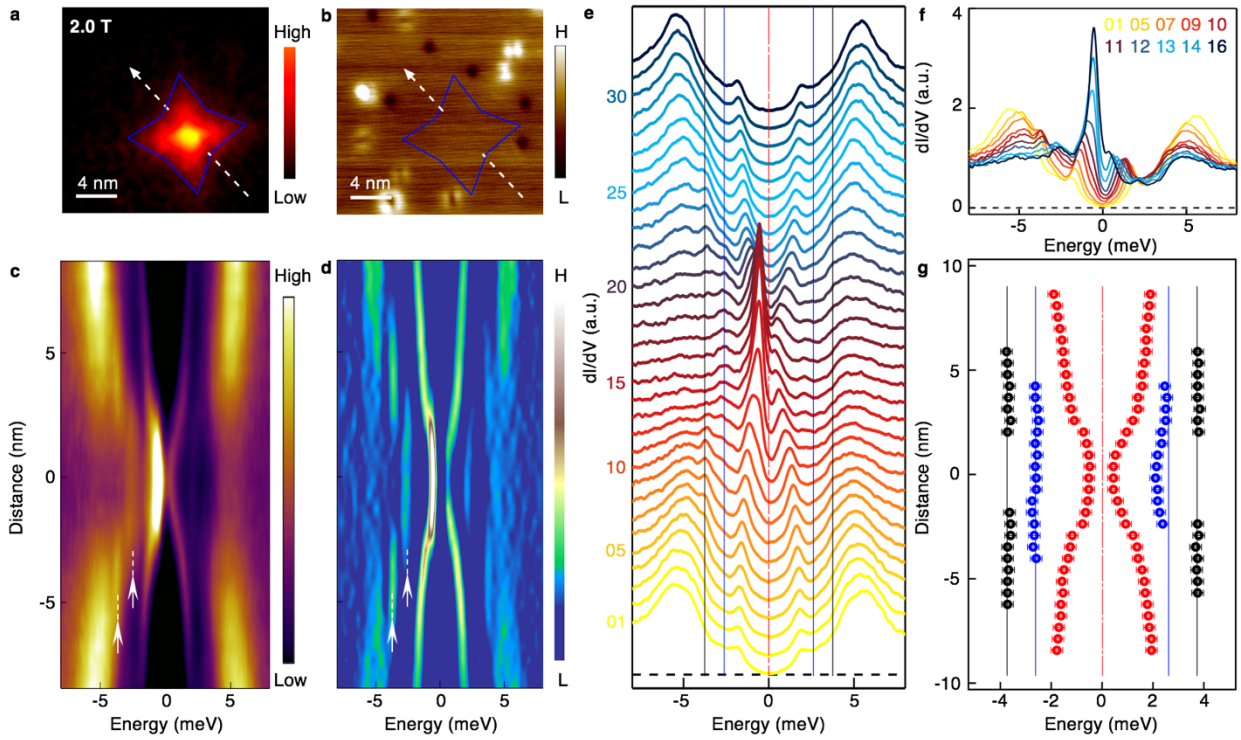 a
2.0 T
4 nm
High
Low
b
4 nm
H
L
c
Distance (nm)
5
0
-5
-5
0
5
Energy (meV)
High
Low
d
-5
0
5
Energy (meV)
H
L
e
dI/dV (a.u.)
30
25
20
15
10
05
01
-5
0
5
Energy (meV)
f
01 05 07 09 10
11 12 13 14 16
dI/dV (a.u.)
4
2
0
-5
0
5
Energy (meV)
g
Distance (nm)
10
5
0
-5
-10
-4
-2
0
2
4
Energy (meV)